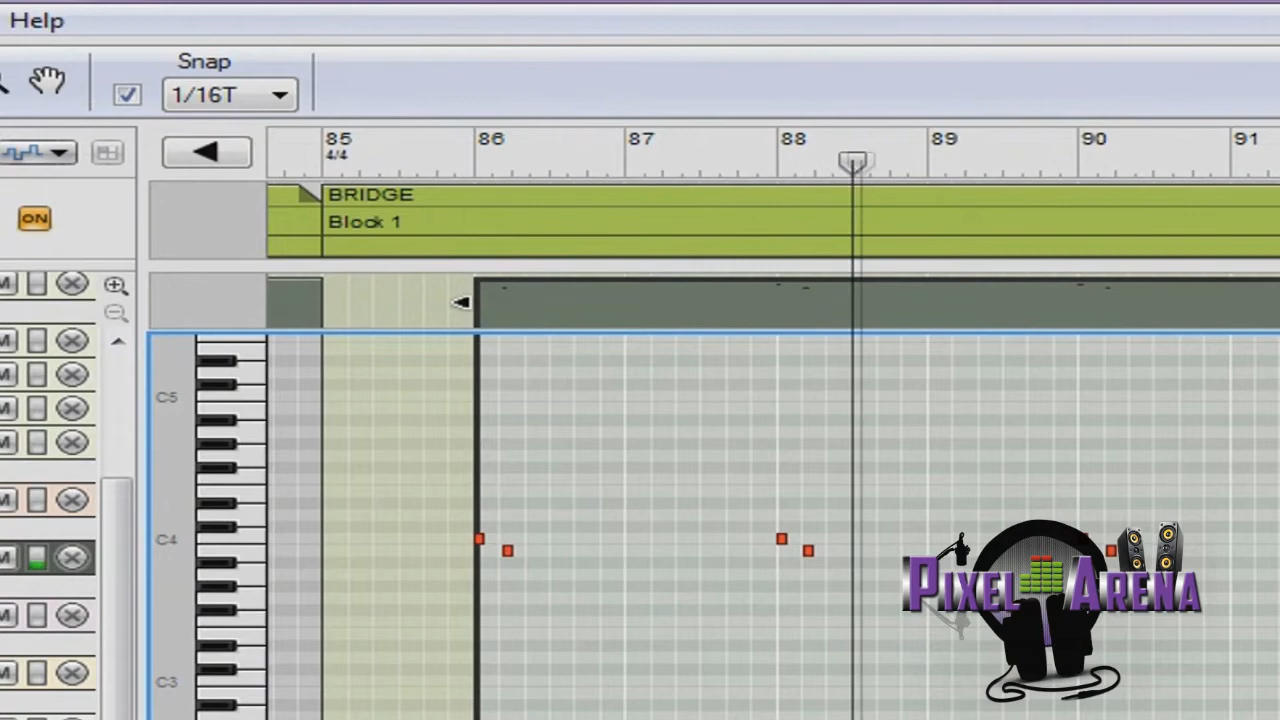 Help
Snap
1/16T
85 86 87 88 89 90 91
4/4
BRIDGE
ON
Block 1
M
M
M
M
M
C5
M
M
C4
M
M
C3
PIXEL ARENA